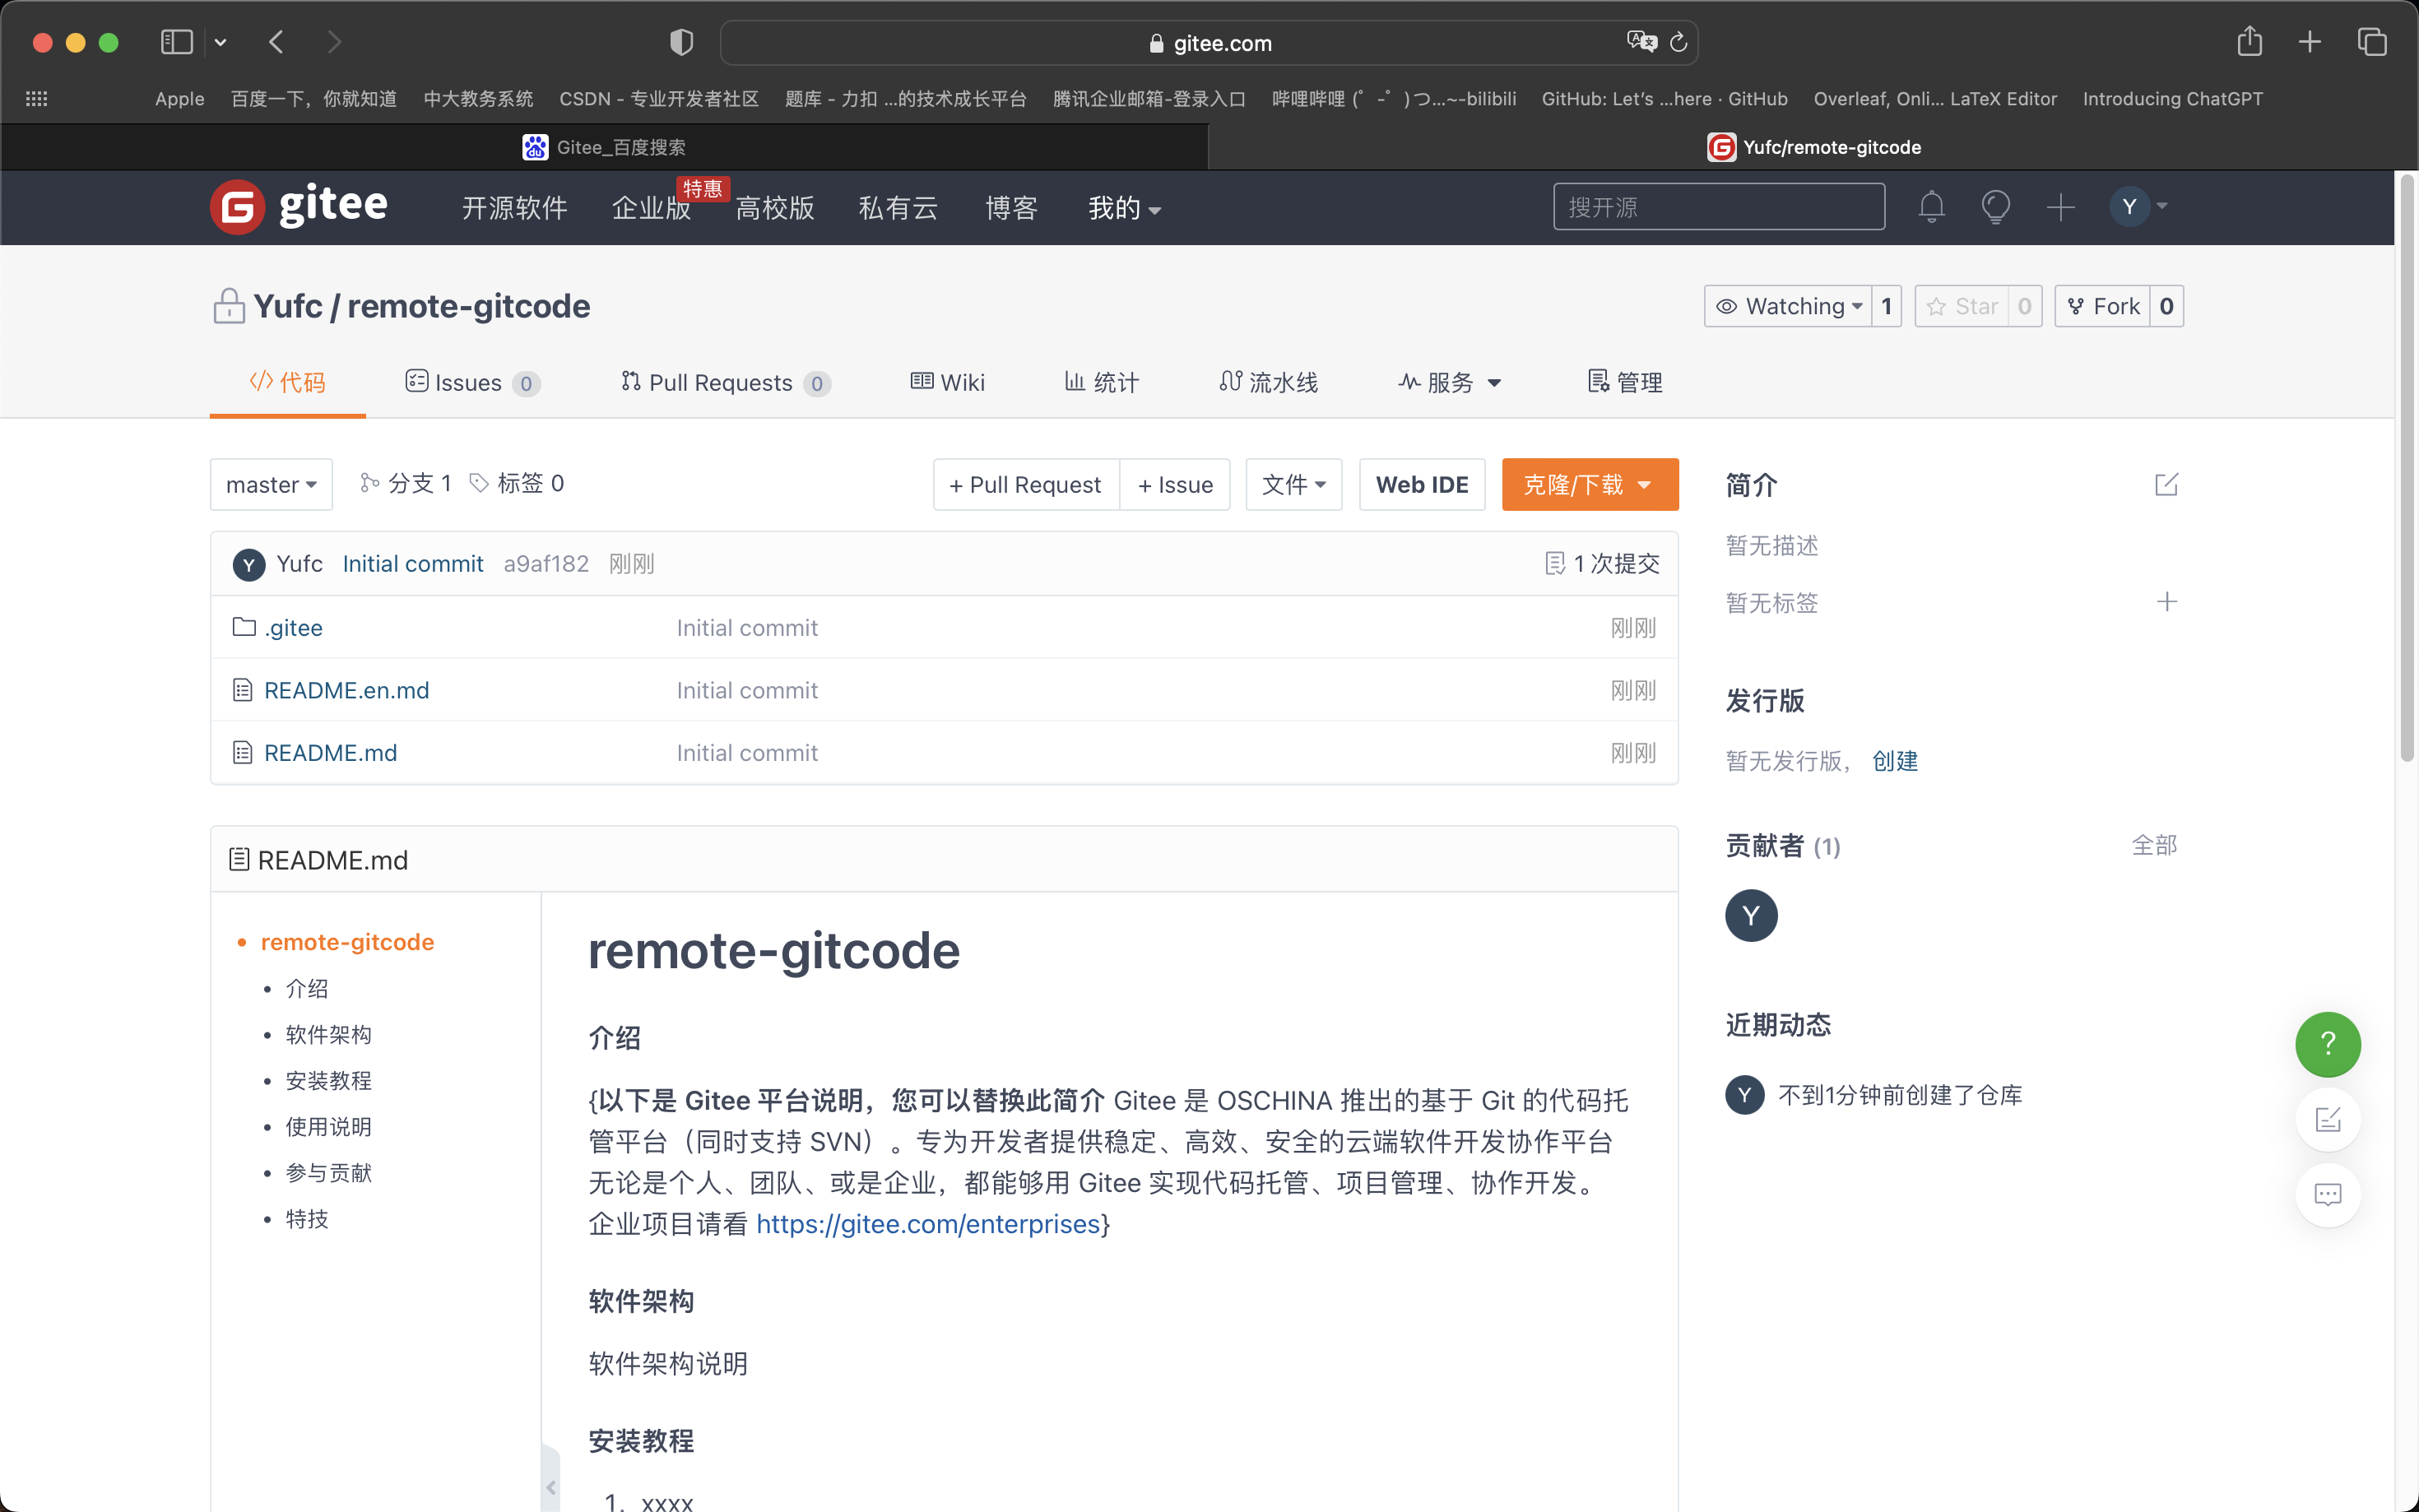 gitee.com
Apple 百度一下，你就知道 中大教务系统 CSDN - 专业开发者社区 题库 - 力扣 ...的技术成长平台 腾讯企业邮箱-登录入口 哔哩哔哩 (゜-゜)つ...~-bilibili GitHub: Let's ...here · GitHub Overleaf, Onli... LaTeX Editor Introducing ChatGPT
Gitee_百度搜索 Yufc/remote-gitcode
gitee 开源软件 企业版 特惠 高校版 私有云 博客 我的 搜开源 Y
Yufc / remote-gitcode Watching 1 Star 0 Fork 0
代码 Issues 0 Pull Requests 0 Wiki 统计 流水线 服务 管理
master 分支 1 标签 0 + Pull Request + Issue 文件 Web IDE 克隆/下载 简介
Y Yufc Initial commit a9af182 刚刚 1 次提交
暂无描述
.gitee Initial commit 刚刚
暂无标签
README.en.md Initial commit 刚刚
发行版
README.md Initial commit 刚刚
暂无发行版， 创建
README.md
贡献者 (1) 全部
Y
remote-gitcode
介绍
软件架构
安装教程
使用说明
参与贡献
特技
remote-gitcode
介绍
{以下是 Gitee 平台说明，您可以替换此简介 Gitee 是 OSCHINA 推出的基于 Git 的代码托
管平台（同时支持 SVN）。专为开发者提供稳定、高效、安全的云端软件开发协作平台
无论是个人、团队、或是企业，都能够用 Gitee 实现代码托管、项目管理、协作开发。
企业项目请看 https://gitee.com/enterprises}
软件架构
软件架构说明
安装教程
1. xxxx
近期动态
Y 不到1分钟前创建了仓库
?